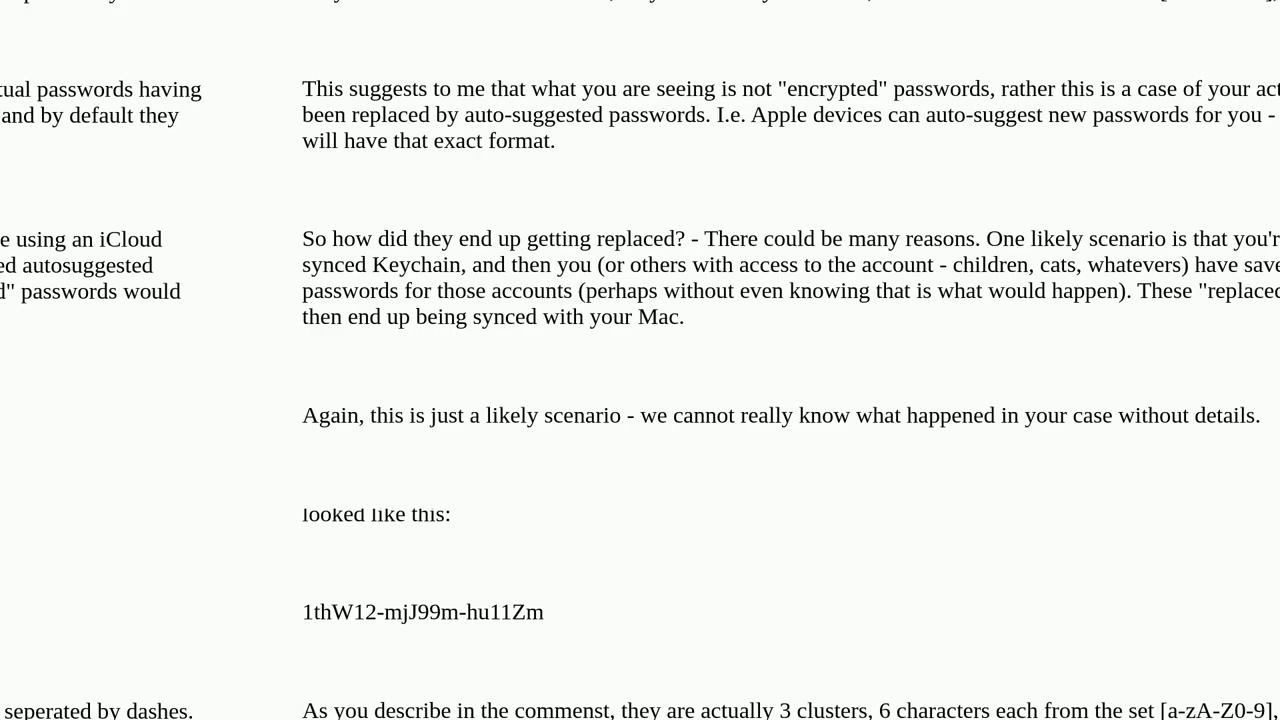 tual passwords having
and by default they
This suggests to me that what you are seeing is not "encrypted" passwords, rather this is a case of your act
been replaced by auto-suggested passwords. I.e. Apple devices can auto-suggest new passwords for you -
will have that exact format.
e using an iCloud
ed autosuggested
d" passwords would
So how did they end up getting replaced? - There could be many reasons. One likely scenario is that you'r
synced Keychain, and then you (or others with access to the account - children, cats, whatevers) have save
passwords for those accounts (perhaps without even knowing that is what would happen). These "replaced
then end up being synced with your Mac.
Again, this is just a likely scenario - we cannot really know what happened in your case without details.
looked like this:
1thW12-mjJ99m-hu11Zm
seperated by dashes.
As you describe in the commenst, they are actually 3 clusters, 6 characters each from the set [a-zA-Z0-9],